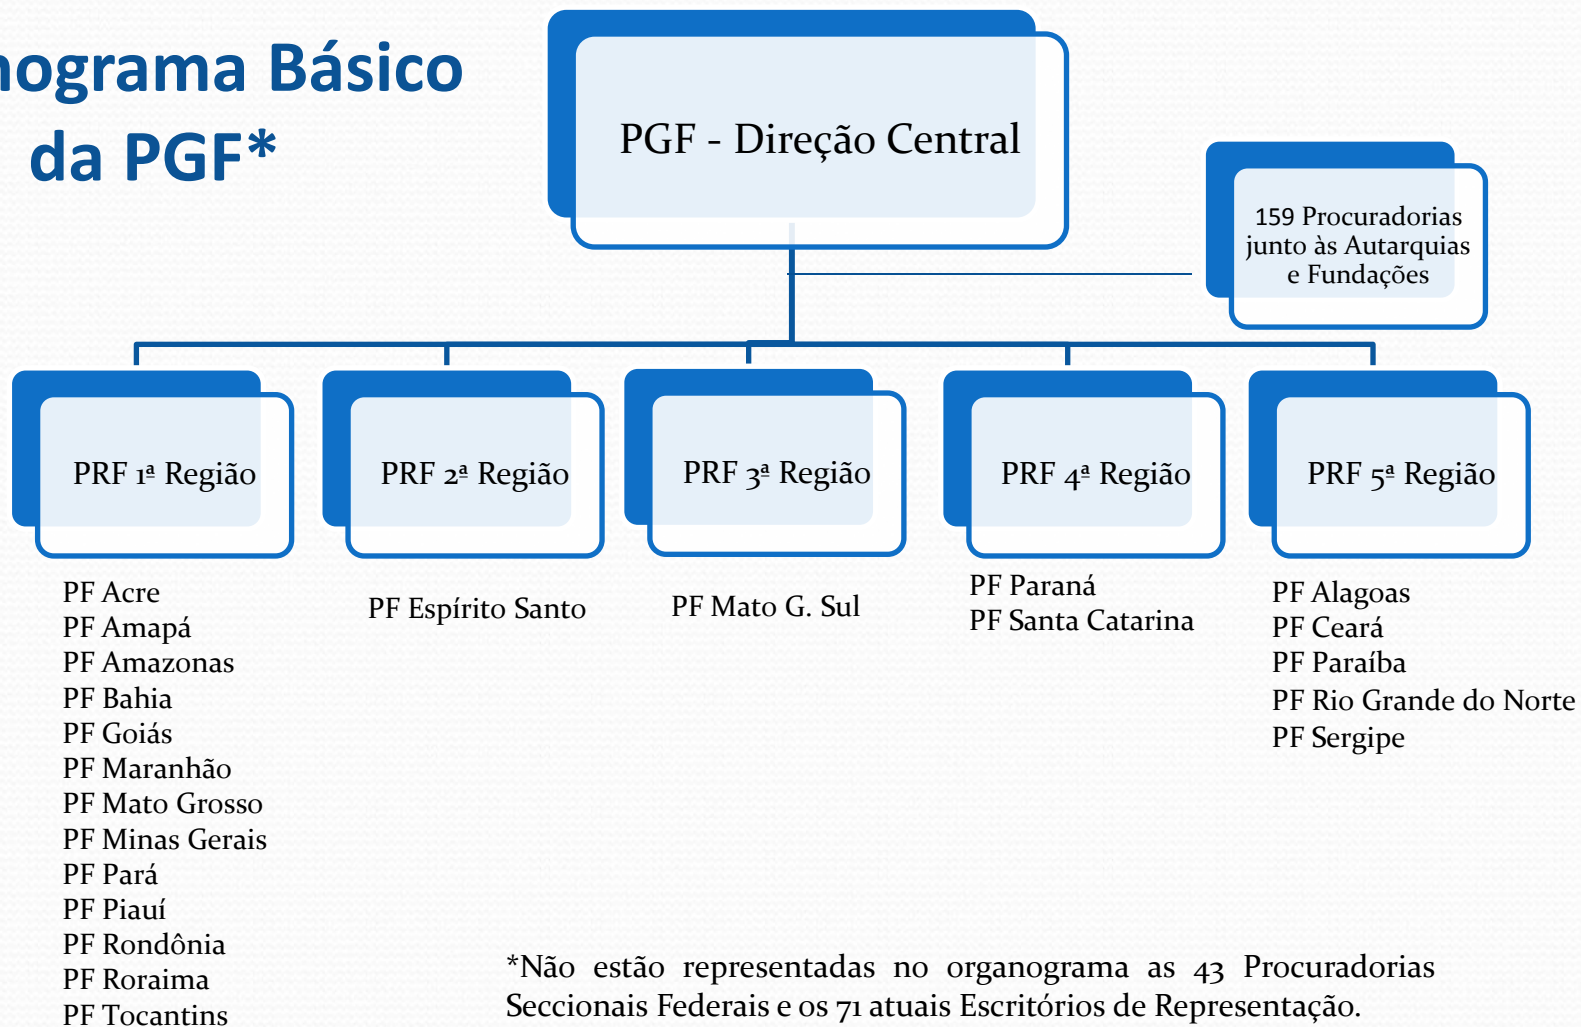 nograma Básico
da PGF*
PGF - Direção Central
159 Procuradorias
junto às Autarquias
e Fundações
PRF 1ª Região
PRF 2ª Região
PRF 3ª Região
PRF 4ª Região
PRF 5ª Região
PF Acre
PF Amapá
PF Amazonas
PF Bahia
PF Goiás
PF Maranhão
PF Mato Grosso
PF Minas Gerais
PF Pará
PF Piauí
PF Rondônia
PF Roraima
PF Tocantins
PF Espírito Santo
PF Mato G. Sul
PF Paraná
PF Santa Catarina
PF Alagoas
PF Ceará
PF Paraíba
PF Rio Grande do Norte
PF Sergipe
*Não estão representadas no organograma as 43 Procuradorias
Seccionais Federais e os 71 atuais Escritórios de Representação.